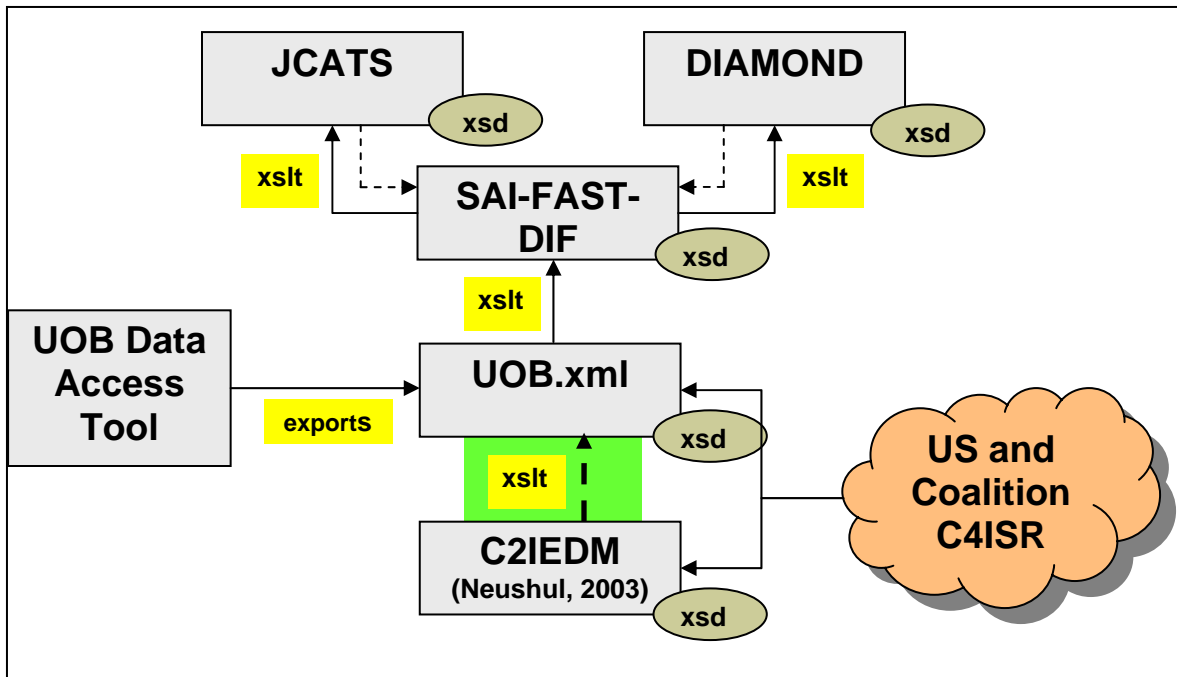 JCATS
DIAMOND
xsd
xsd
xslt
xslt
SAI-FAST-
DIF
xsd
xslt
UOB Data
Access
Tool
UOB.xml
exports
xsd
xslt
US and
Coalition
C4ISR
C2IEDM
(Neushul, 2003)
xsd